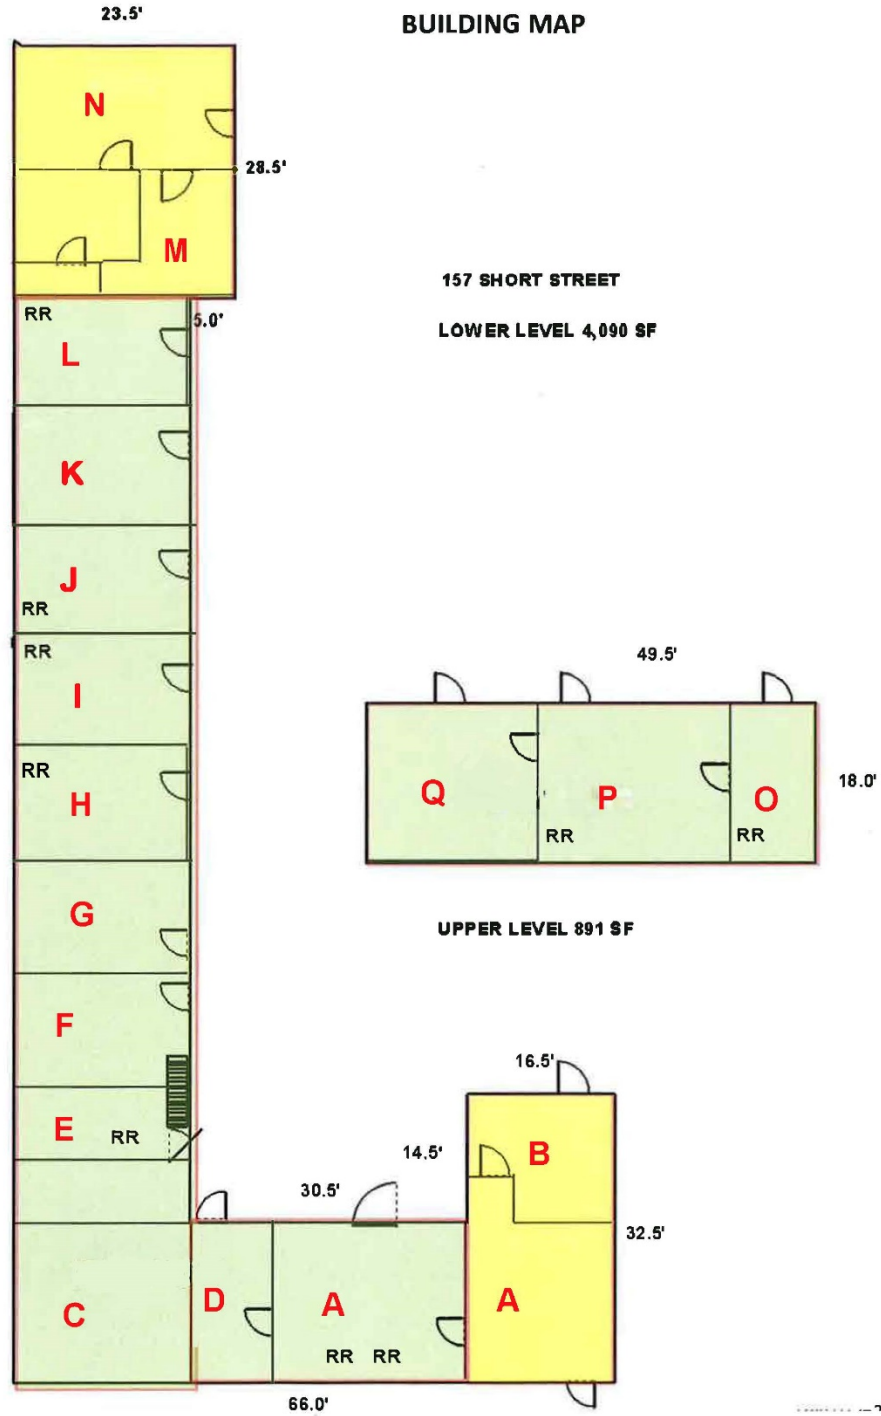 23.5'
BUILDING MAP
N
28.5'
M
157 SHORT STREET
RR
5.0'
LOWER LEVEL 4,090 SF
L
K
J
RR
RR
49.5'
I
RR
18.0'
Q
P
O
H
RR
RR
G
UPPER LEVEL 891 SF
F
16.5'
E
RR
14.5'
B
30.5'
32.5'
C
D
A
A
RR RR
66.0'